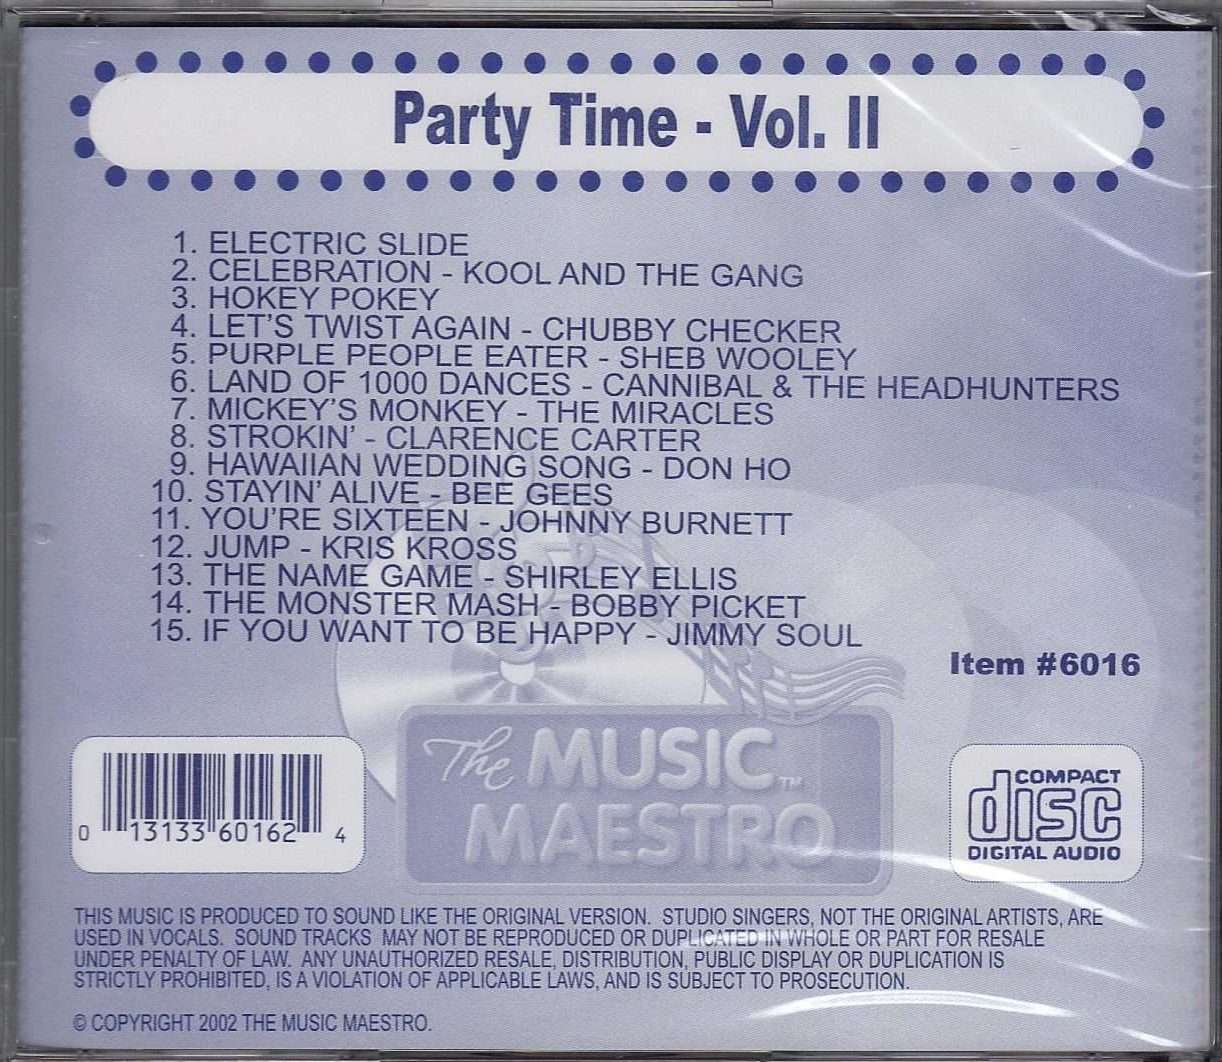 Party Time - Vol. II
1. ELECTRIC SLIDE
2. CELEBRATION - KOOL AND THE GANG
3. HOKEY POKEY
4. LET'S TWIST AGAIN - CHUBBY CHECKER
5. PURPLE PEOPLE EATER - SHEB WOOLEY
6. LAND OF 1000 DANCES - CANNIBAL & THE HEADHUNTERS
7. MICKEY'S MONKEY - THE MIRACLES
8. STROKIN' - CLARENCE CARTER
9. HAWAIIAN WEDDING SONG - DON HO
10. STAYIN' ALIVE - BEE GEES
11. YOU'RE SIXTEEN - JOHNNY BURNETT
12. JUMP - KRIS KROSS
13. THE NAME GAME - SHIRLEY ELLIS
14. THE MONSTER MASH - BOBBY PICKET
15. IF YOU WANT TO BE HAPPY - JIMMY SOUL
Item #6016
The MUSIC TM
MAESTRO
0 13133 60162 4
COMPACT
disc
DIGITAL AUDIO
THIS MUSIC IS PRODUCED TO SOUND LIKE THE ORIGINAL VERSION. STUDIO SINGERS, NOT THE ORIGINAL ARTISTS, ARE
USED IN VOCALS. SOUND TRACKS MAY NOT BE REPRODUCED OR DUPLICATED IN WHOLE OR PART FOR RESALE
UNDER PENALTY OF LAW. ANY UNAUTHORIZED RESALE, DISTRIBUTION, PUBLIC DISPLAY OR DUPLICATION IS
STRICTLY PROHIBITED, IS A VIOLATION OF APPLICABLE LAWS, AND IS SUBJECT TO PROSECUTION.
© COPYRIGHT 2002 THE MUSIC MAESTRO.